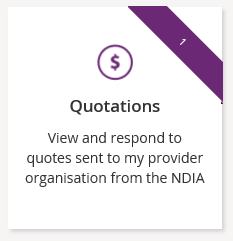 1
$
Quotations
View and respond to
quotes sent to my provider
organisation from the NDIA